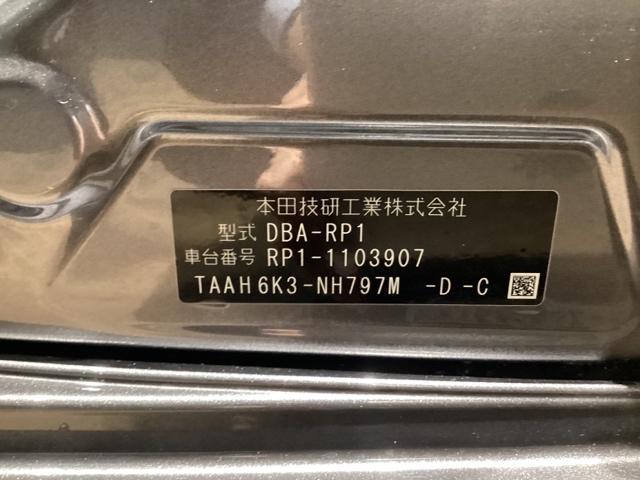 本田技研工業株式会社
型式 DBA-RP1
車台番号 RP1-1103907
TAAH6K3-NH797M -D -C